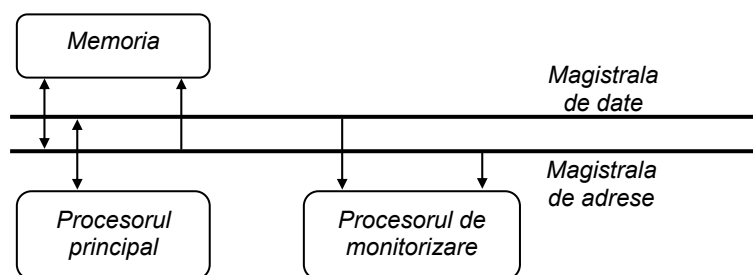 Memoria
Magistrala
de date
Magistrala
de adrese
Procesorul
principal
Procesorul de
monitorizare